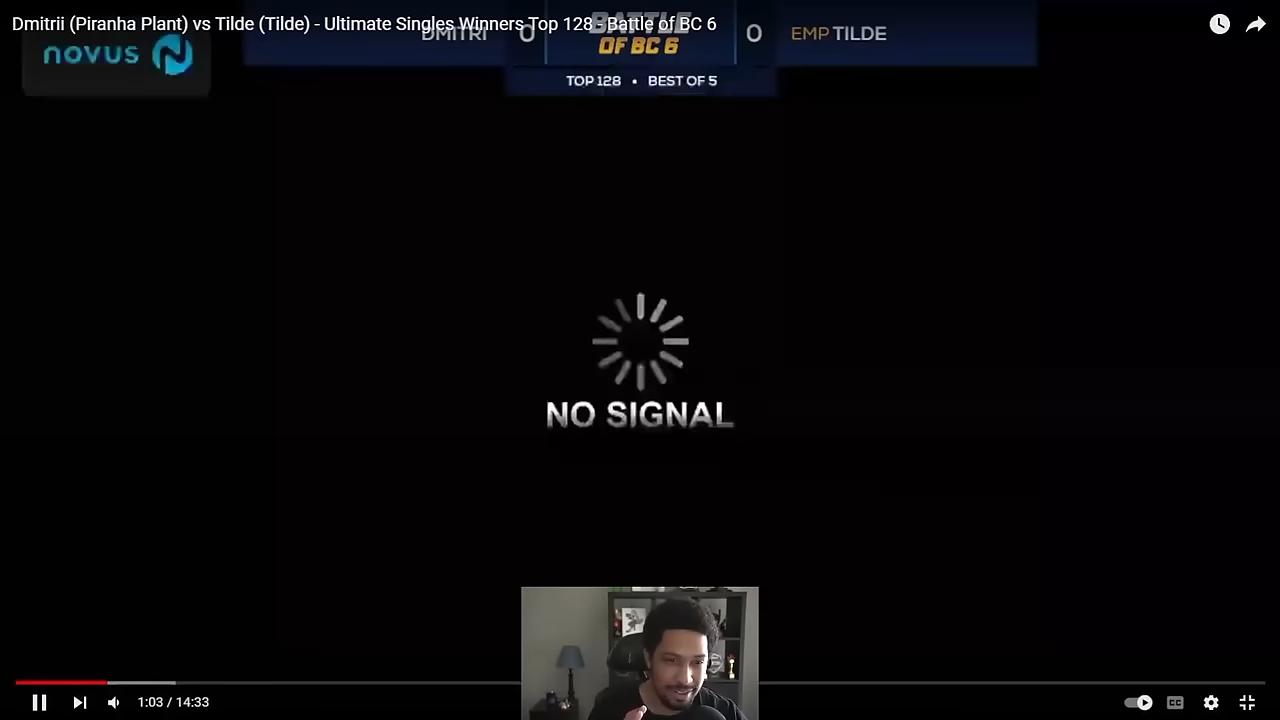 Dmitrii (Piranha Plant) vs Tilde (Tilde) - Ultimate Singles Winners Top 128 - Battle of BC 6
novus
DMITRI 0 BATTLE OF BC 6 0 EMP TILDE
TOP 128 • BEST OF 5
NO SIGNAL
1:03 / 14:33
CC